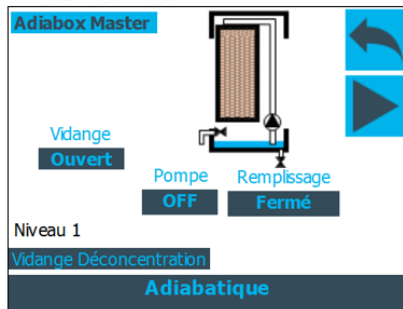 Adiabox Master
Vidange
Ouvert
Pompe
Remplissage
OFF
Fermé
Niveau 1
Vidange Déconcentration
Adiabatique